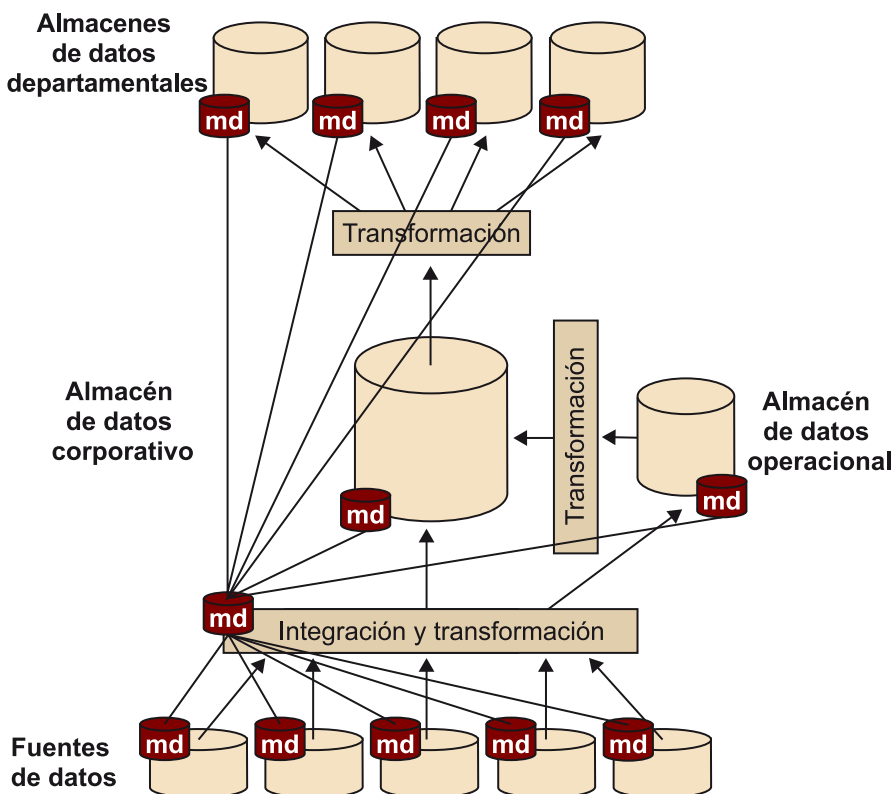 Almacenes
de datos
departamentales
md
md
md
md
Transformación
Almacén
de datos
corporativo
Transformación
Almacén
de datos
operacional
md
md
md
Integración y transformación
Fuentes
de datos
md
md
md
md
md